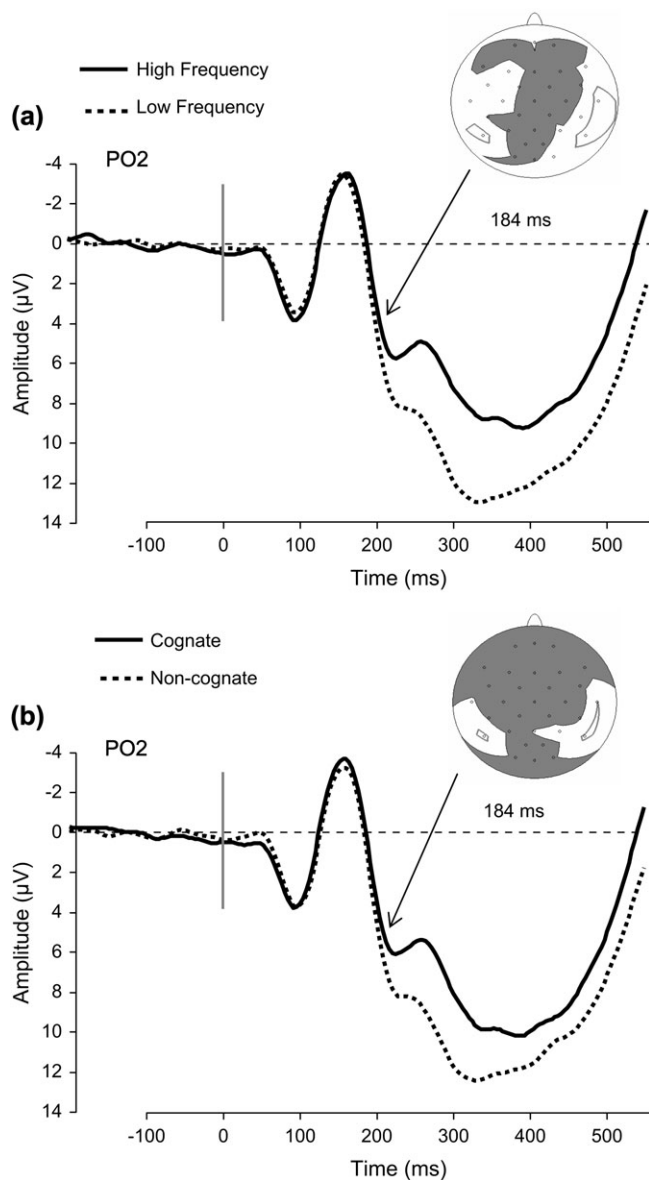 High Frequency
Low Frequency
(a)
PO2
184 ms
-4
-2
0
2
4
6
8
10
12
14
Amplitude (µV)
-100 0 100 200 300 400 500
Time (ms)
Cognate
Non-cognate
(b)
PO2
184 ms
-4
-2
0
2
4
6
8
10
12
14
Amplitude (µV)
-100 0 100 200 300 400 500
Time (ms)